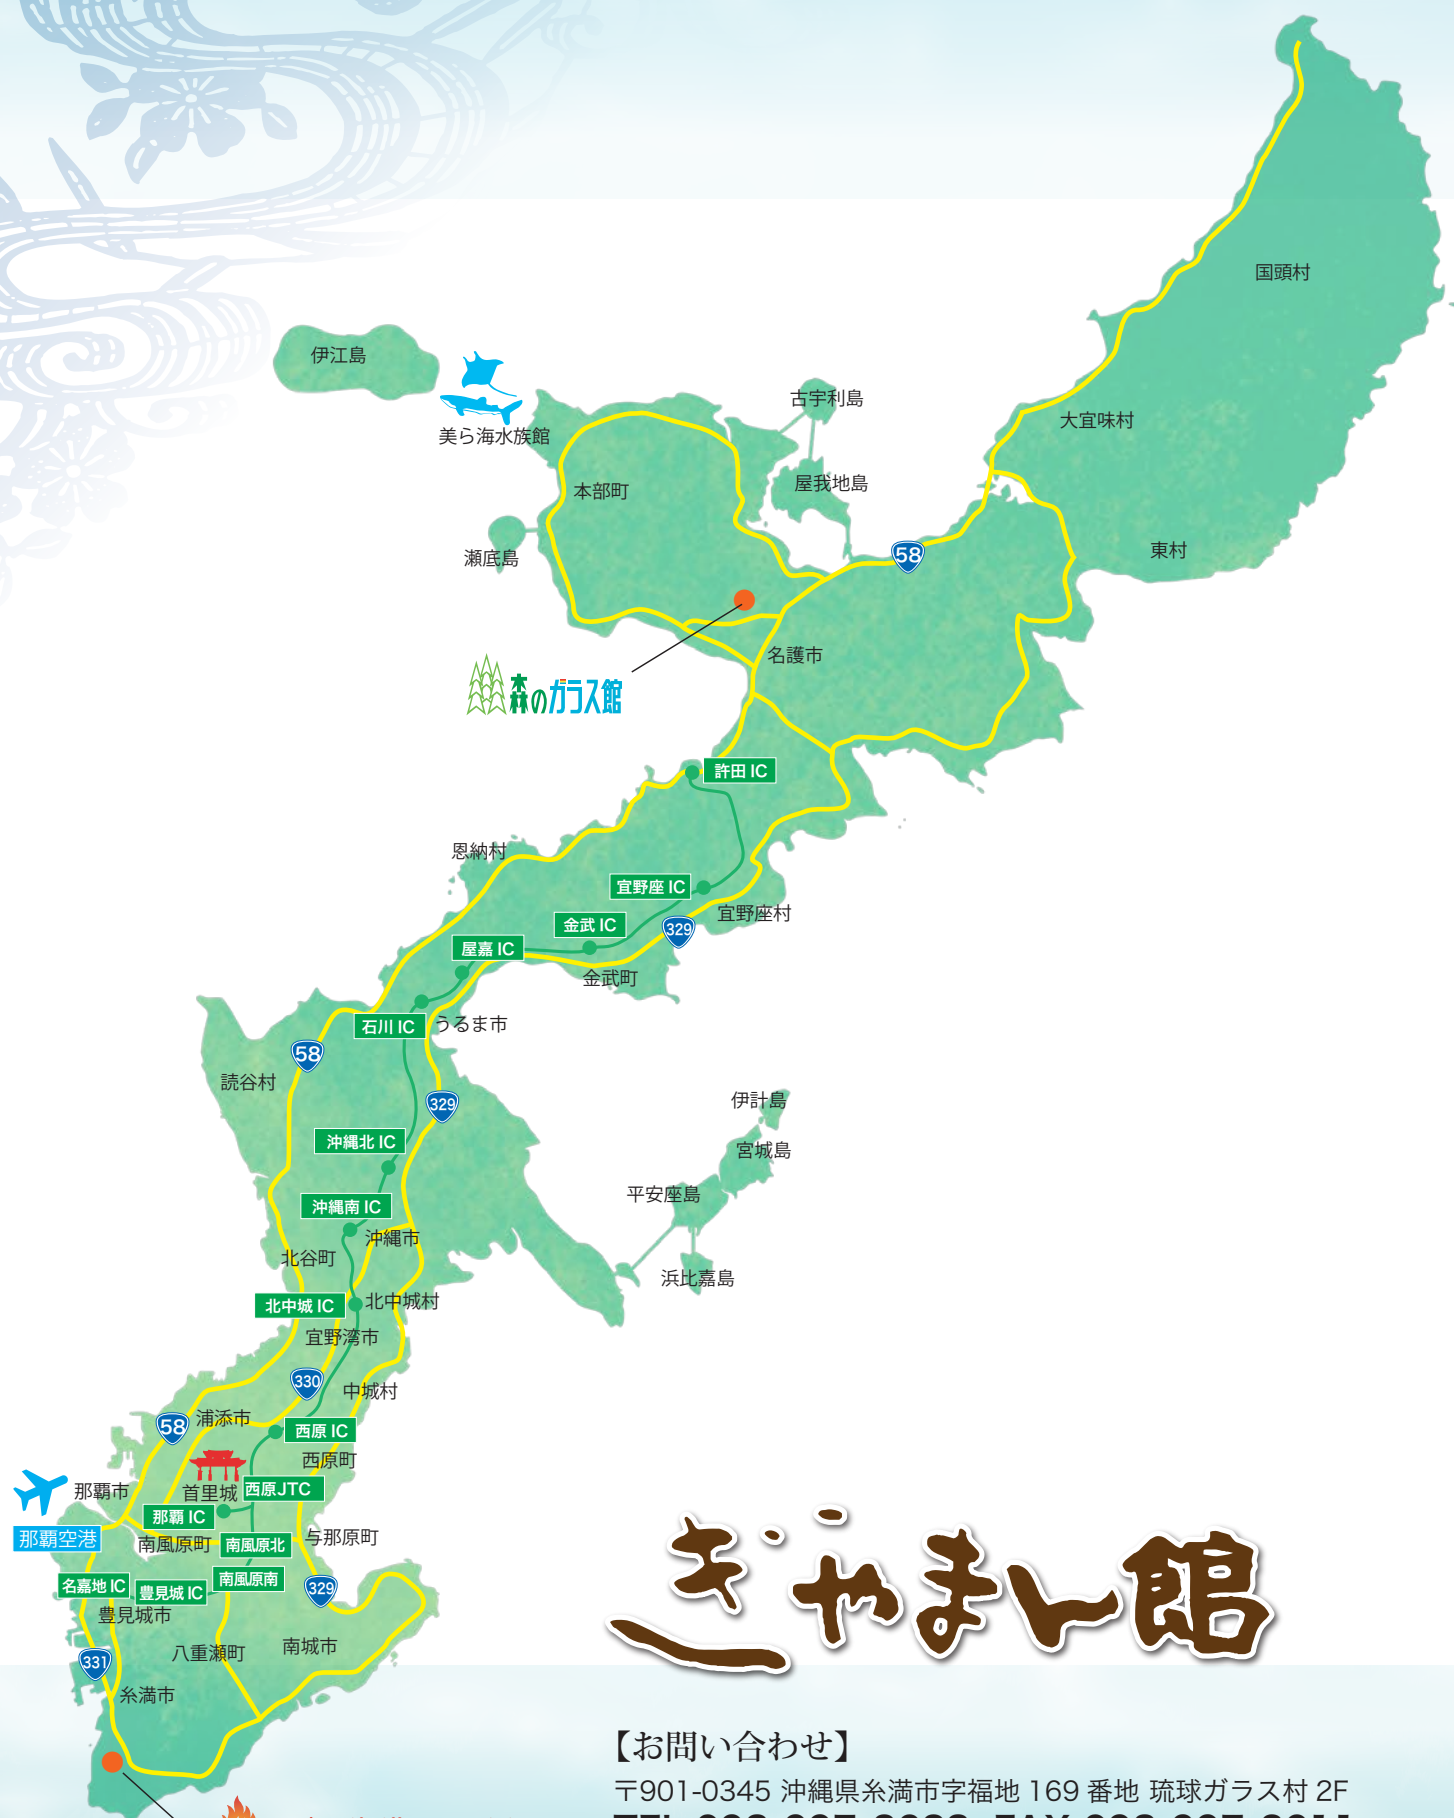 国頭村
伊江島
古宇利島
大宜味村
美ら海水族館
屋我地島
本部町
東村
58
瀬底島
名護市
森のガラス館
許田 IC
恩納村
宜野座 IC
宜野座村
金武 IC
329
屋嘉 IC
金武町
石川 IC
うるま市
58
読谷村
329
伊計島
沖縄北 IC
宮城島
平安座島
沖縄南 IC
沖縄市
北谷町
浜比嘉島
北中城 IC
北中城村
宜野湾市
330
中城村
浦添市
58
西原 IC
西原町
那覇市
首里城
西原JTC
那覇 IC
那覇空港
南風原町
南風原北
与那原町
南風原南
名嘉地 IC
豊見城 IC
329
豊見城市
八重瀬町
南城市
331
糸満市
ぎやまん館
【お問い合わせ】
〒901-0345 沖縄県糸満市字福地 169 番地 琉球ガラス村 2F